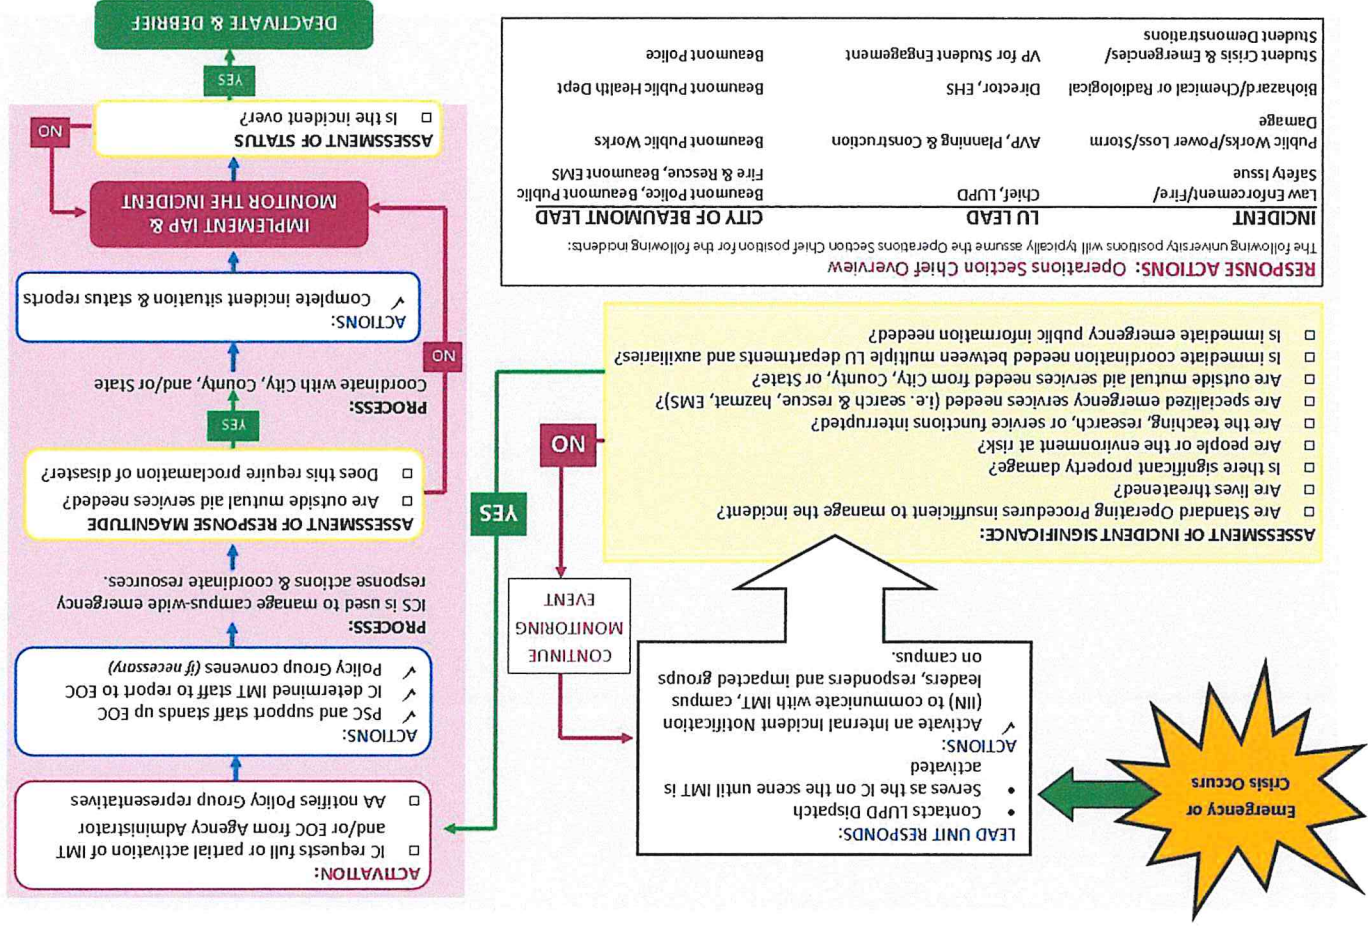 Emergency or
Crisis Occurs
LEAD UNIT RESPONDS:
• Contacts LUPD Dispatch
• Serves as the IC on the scene until IMT is
activated
ACTIONS:
✓ Activate an Internal Incident Notification
(IIN) to communicate with IMT, campus
leaders, responders and impacted groups
on campus.
CONTINUE
MONITORING
EVENT
NO
YES
ASSESSMENT OF INCIDENT SIGNIFICANCE:
□ Are Standard Operating Procedures insufficient to manage the incident?
□ Are lives threatened?
□ Is there significant property damage?
□ Are people or the environment at risk?
□ Are the teaching, research, or service functions interrupted?
□ Are specialized emergency services needed (i.e. search & rescue, hazmat, EMS)?
□ Are outside mutual aid services needed from City, County, or State?
□ Is immediate coordination needed between multiple LU departments and auxiliaries?
□ Is immediate emergency public information needed?
RESPONSE ACTIONS: Operations Section Chief Overview
The following university positions will typically assume the Operations Section Chief position for the following incidents:
INCIDENT LU LEAD CITY OF BEAUMONT LEAD
Law Enforcement/Fire/ Chief, LUPD Beaumont Police, Beaumont Public
Safety Issue Fire & Rescue, Beaumont EMS
Public Works/Power Loss/Storm AVP, Planning & Construction Beaumont Public Works
Damage
Biohazard/Chemical or Radiological Director, EHS Beaumont Public Health Dept
Student Crisis & Emergencies/ VP for Student Engagement Beaumont Police
Student Demonstrations
ACTIVATION:
□ IC requests full or partial activation of IMT
and/or EOC from Agency Administrator
□ AA notifies Policy Group representatives
ACTIONS:
✓ PSC and support staff stands up EOC
✓ IC determined IMT staff to report to EOC
✓ Policy Group convenes (if necessary)
PROCESS:
ICS is used to manage campus-wide emergency
response actions & coordinate resources.
ASSESSMENT OF RESPONSE MAGNITUDE
□ Are outside mutual aid services needed?
□ Does this require proclamation of disaster?
YES
NO
PROCESS:
Coordinate with City, County, and/or State
ACTIONS:
✓ Complete incident situation & status reports
IMPLEMENT IAP &
MONITOR THE INCIDENT
ASSESSMENT OF STATUS
□ Is the incident over?
NO
YES
DEACTIVATE & DEBRIEF